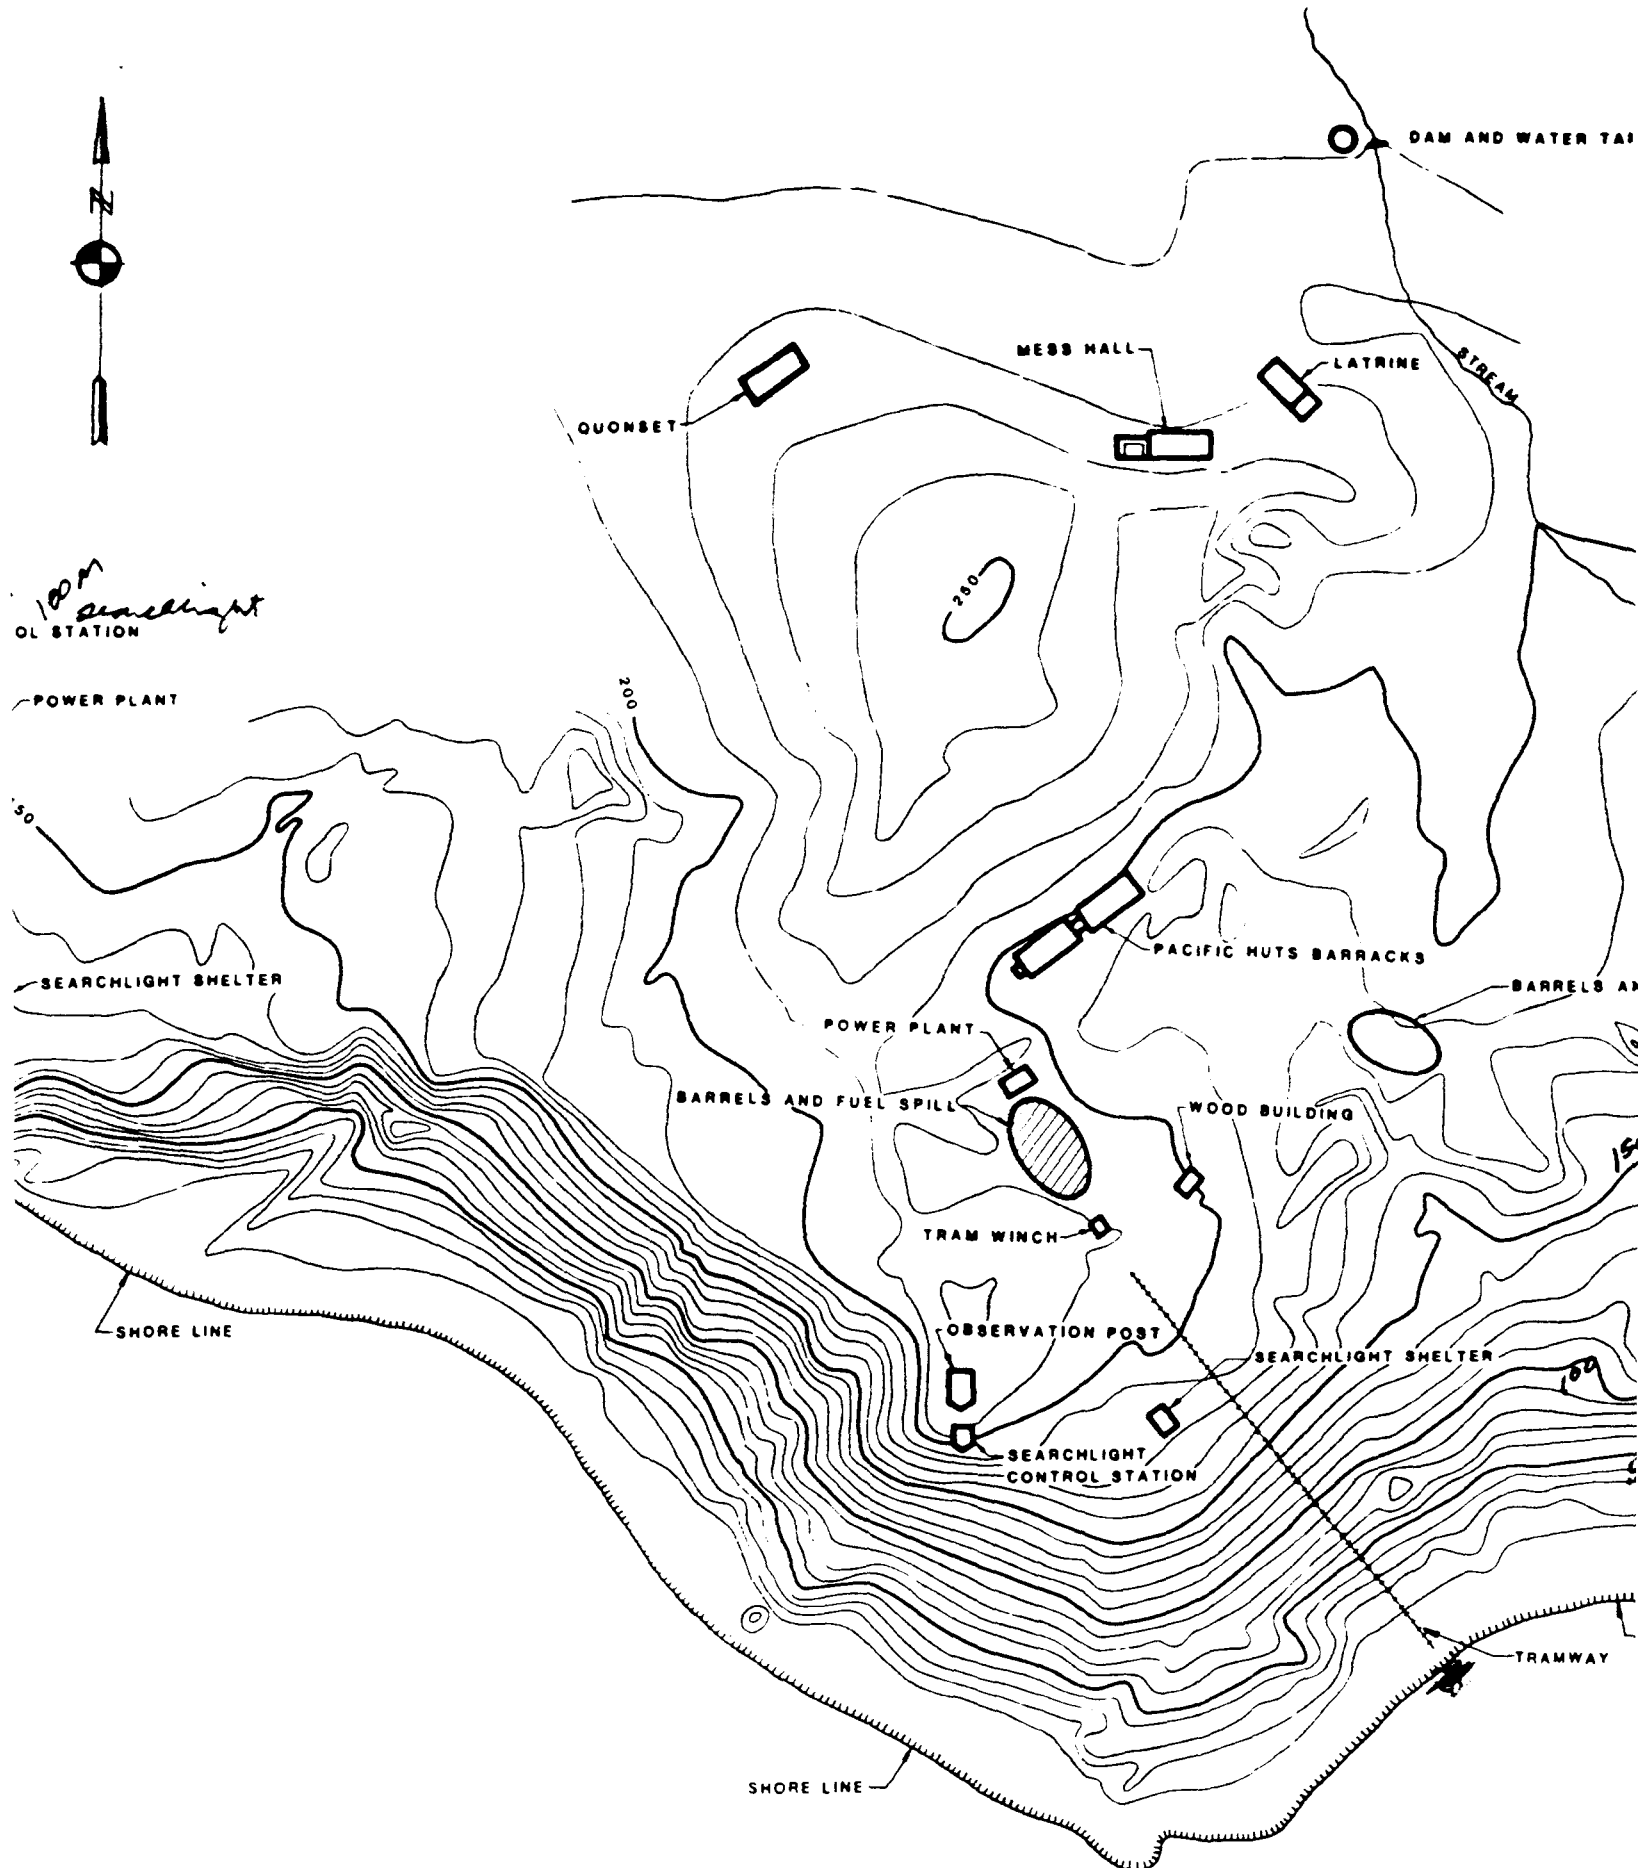 DAM AND WATER TA
N
MESS HALL
LATRINE
STREAM
QUONSET
250
100 M
searchlight
OL STATION
POWER PLANT
200
50
PACIFIC HUTS BARRACKS
SEARCHLIGHT SHELTER
BARRELS A
POWER PLANT
BARRELS AND FUEL SPILL
WOOD BUILDING
15
TRAM WINCH
SHORE LINE
OBSERVATION POST
SEARCHLIGHT SHELTER
100
SEARCHLIGHT
CONTROL STATION
TRAMWAY
SHORE LINE